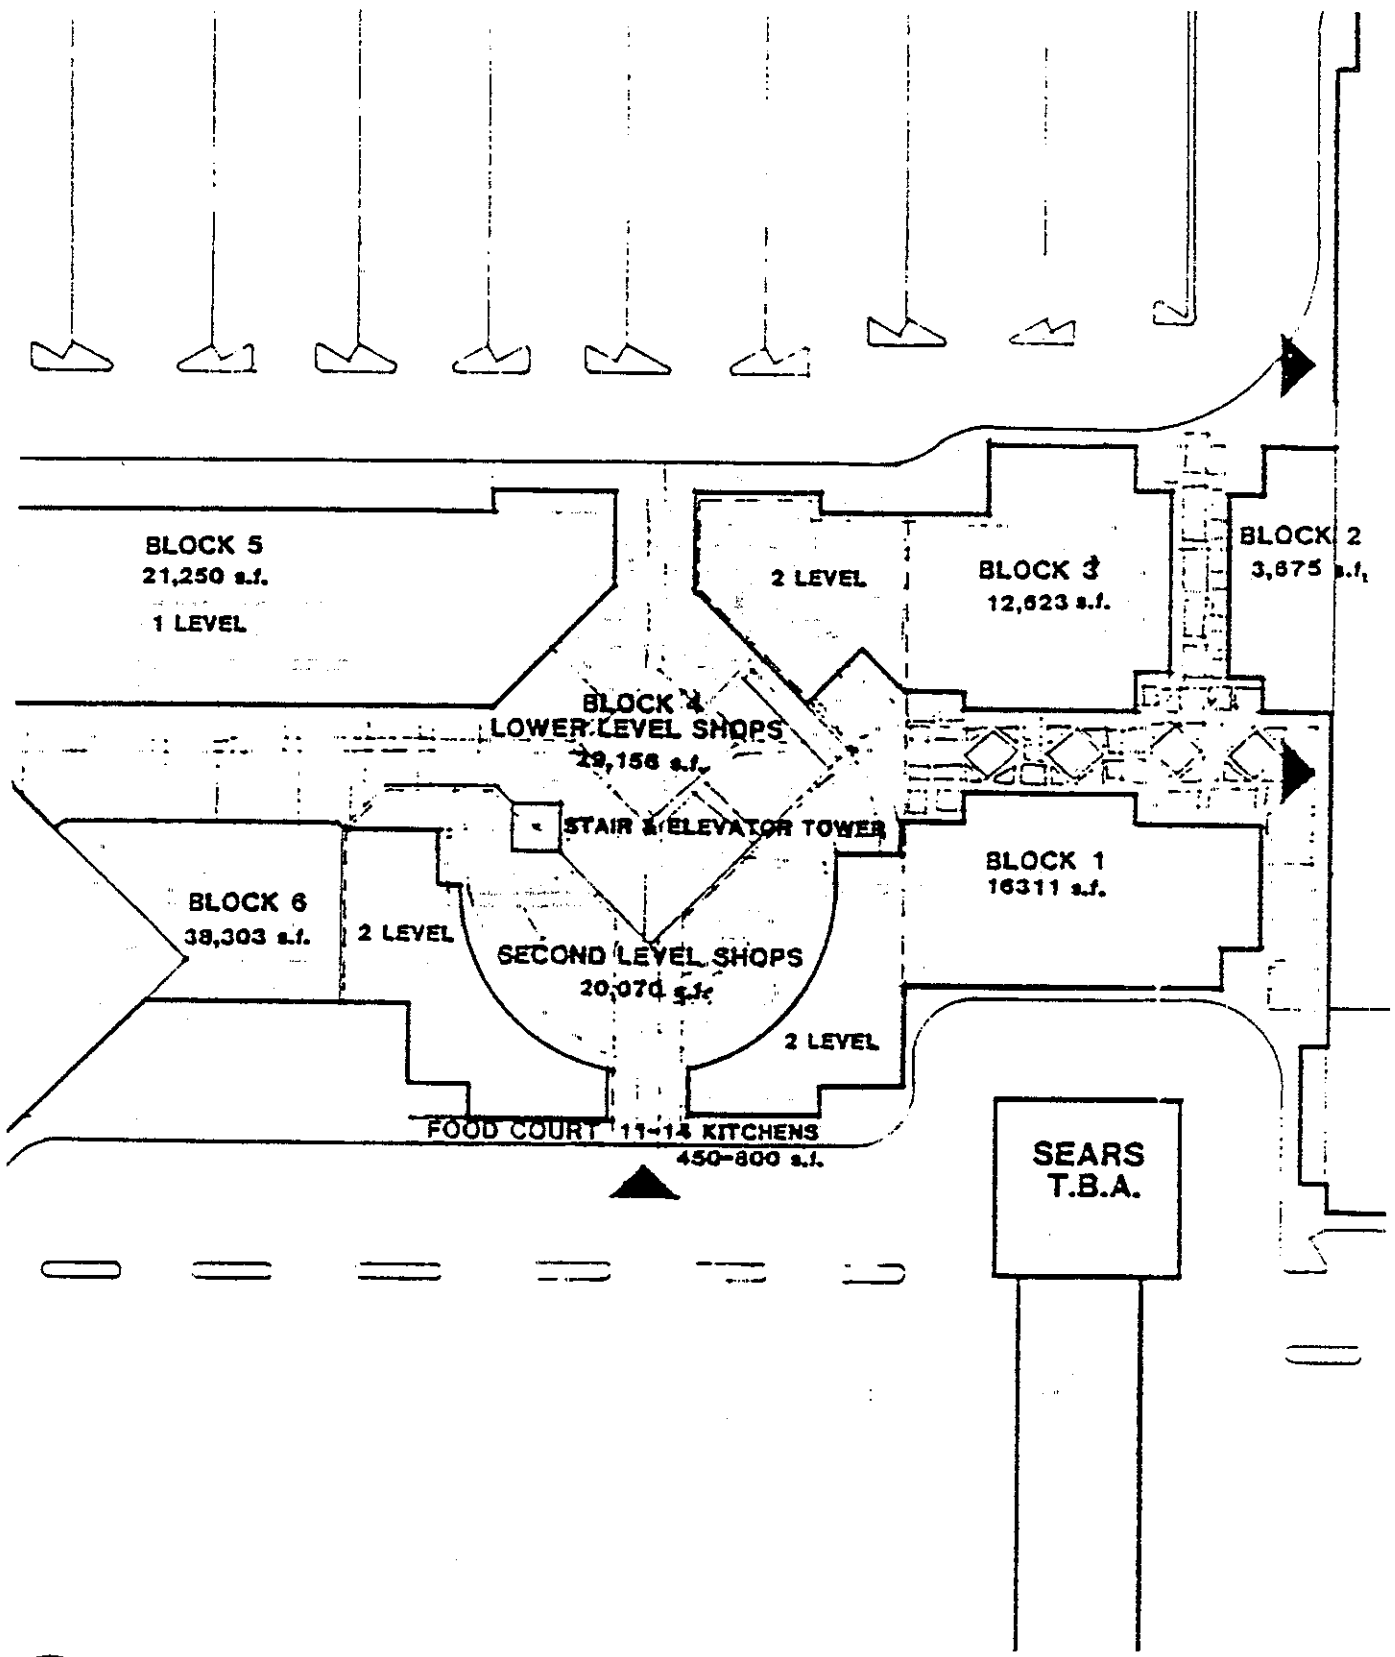 BLOCK 5
21,250 s.f.
1 LEVEL
2 LEVEL
BLOCK 3
12,623 s.f.
BLOCK 2
3,675 s.f.
BLOCK 4
LOWER LEVEL SHOPS
29,156 s.f.
STAIR & ELEVATOR TOWER
BLOCK 1
16311 s.f.
BLOCK 6
38,303 s.f.
2 LEVEL
SECOND LEVEL SHOPS
20,070 s.f.
2 LEVEL
FOOD COURT 11-14 KITCHENS
450-800 s.f.
SEARS
T.B.A.